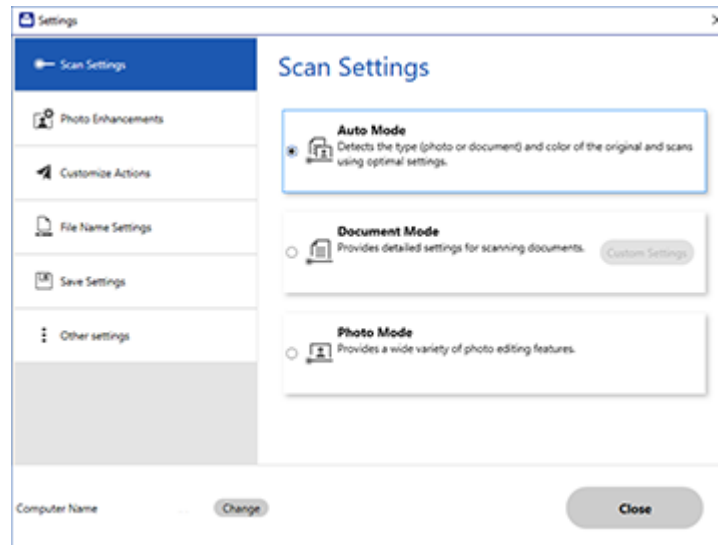 Settings
Scan Settings
Photo Enhancements
Customize Actions
File Name Settings
Save Settings
Other settings
Scan Settings
Auto Mode
Detects the type (photo or document) and color of the original and scans
using optimal settings.
Document Mode
Provides detailed settings for scanning documents.
Custom Settings
Photo Mode
Provides a wide variety of photo editing features.
Computer Name
Change
Close